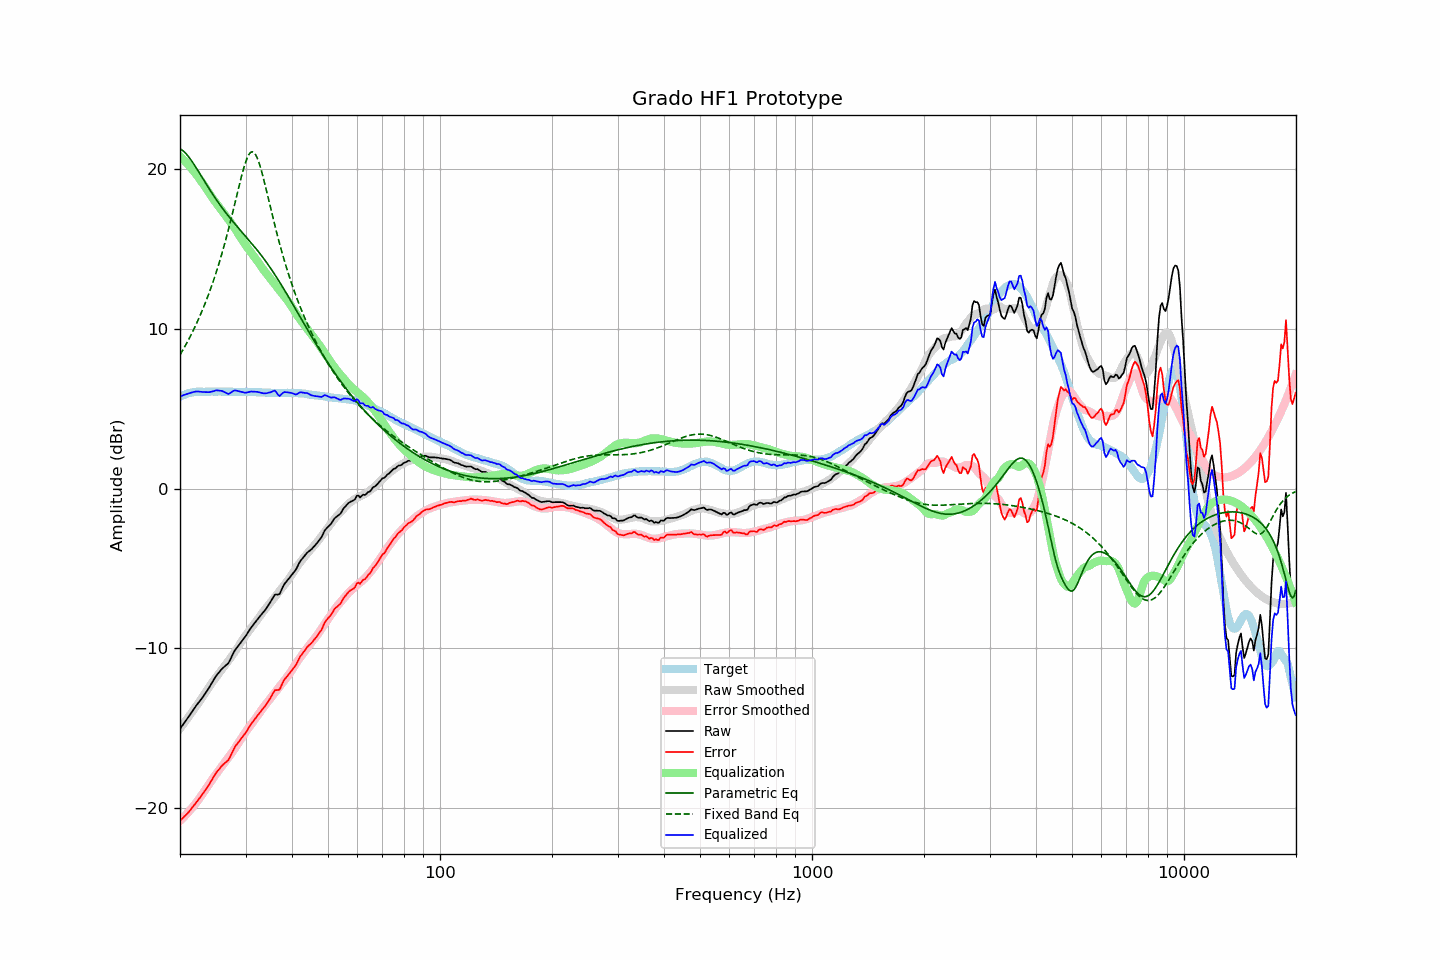 Grado HF1 Prototype
Amplitude (dBr)
20
10
0
−10
−20
Target
Raw Smoothed
Error Smoothed
Raw
Error
Equalization
Parametric Eq
Fixed Band Eq
Equalized
100
1000
10000
Frequency (Hz)